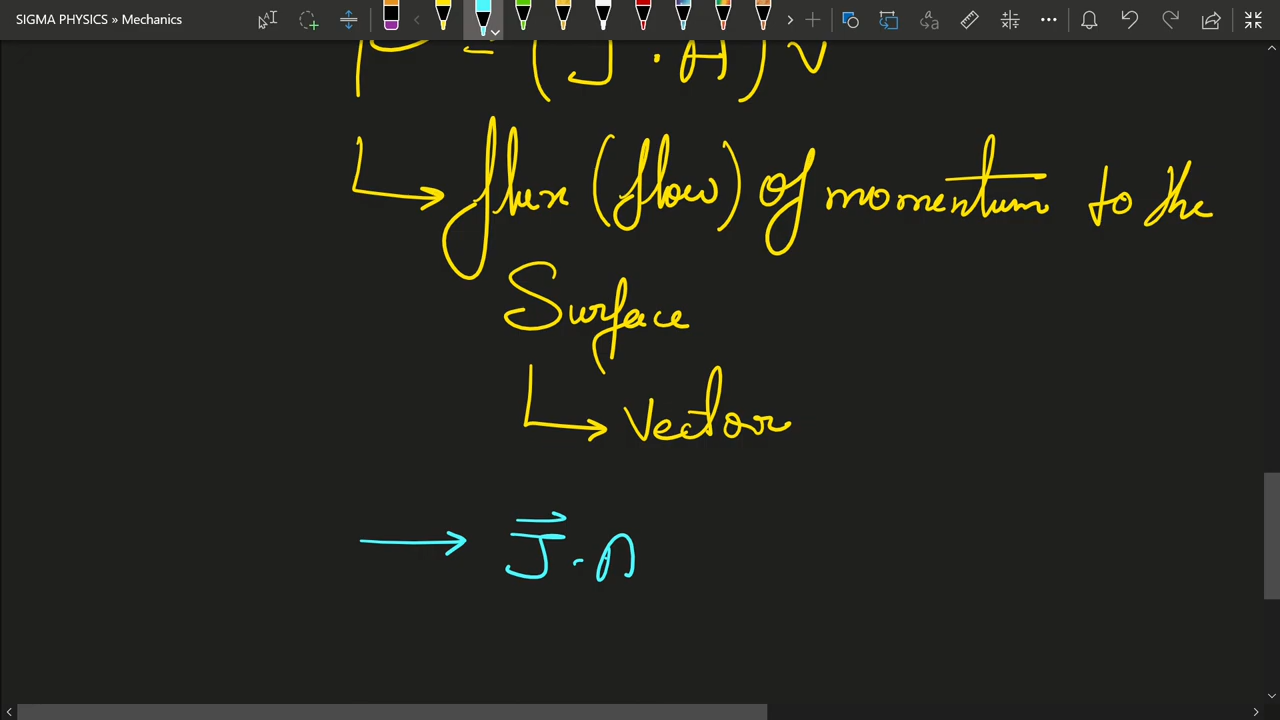 SIGMA PHYSICS » Mechanics
= (J · A) v
flux (flow) of momentum to the
Surface
Vector
J · A